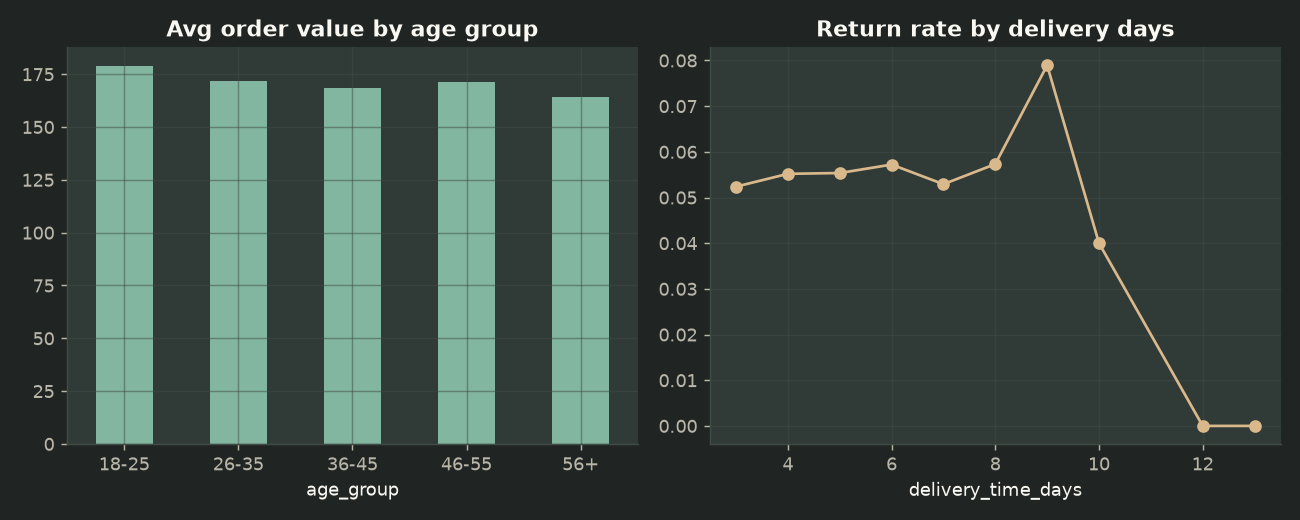 Avg order value by age group
175
150
125
100
75
50
25
0
18-25 26-35 36-45 46-55 56+
age_group
Return rate by delivery days
0.08
0.07
0.06
0.05
0.04
0.03
0.02
0.01
0.00
4 6 8 10 12
delivery_time_days